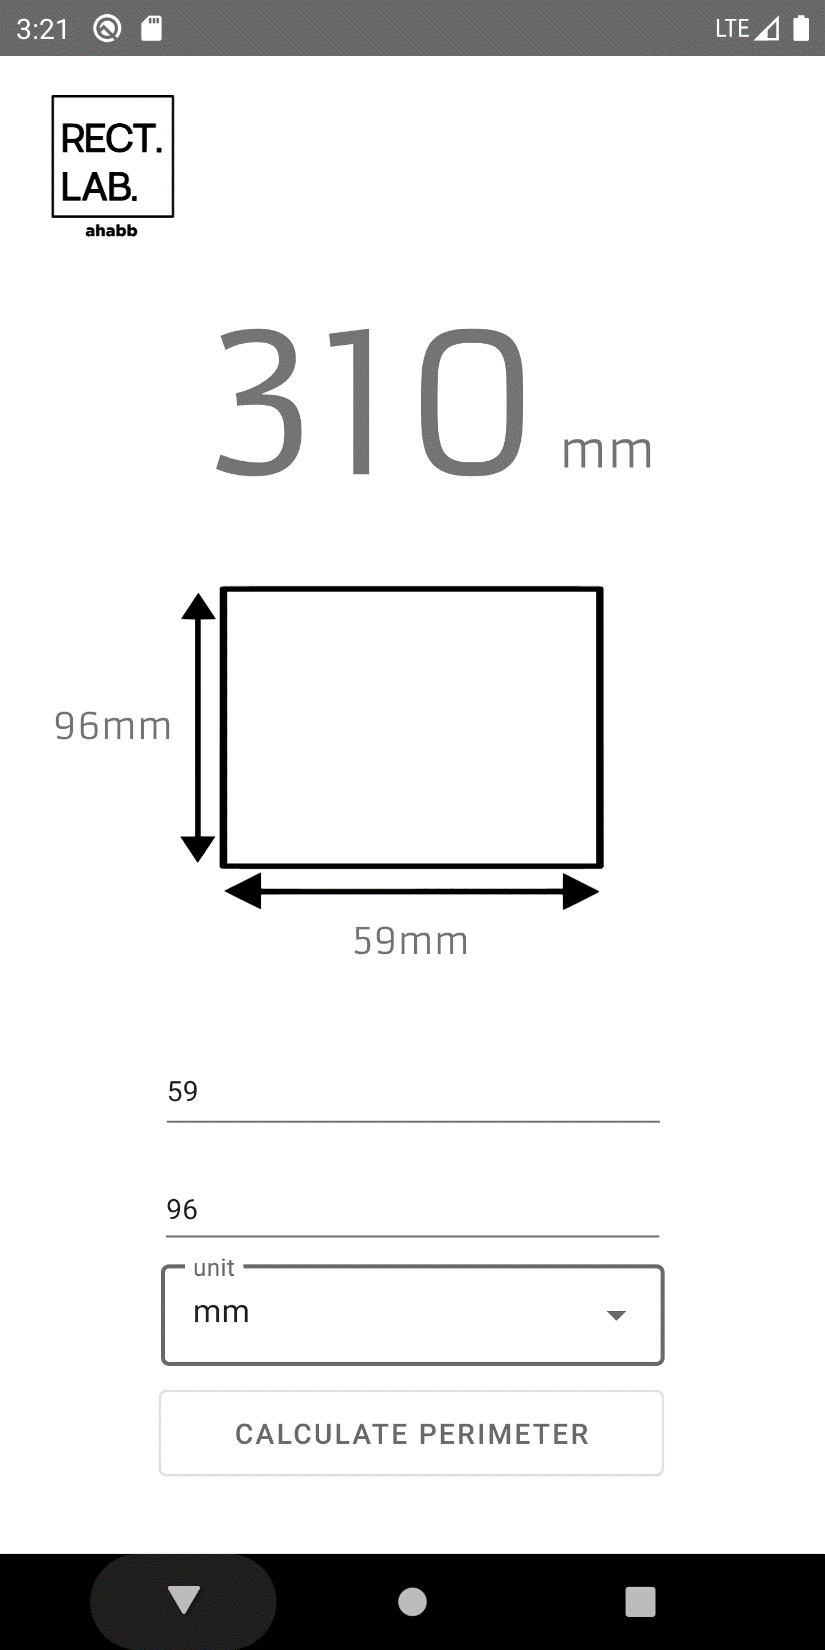 3:21 LTE
RECT.
LAB.
ahabb
310 mm
96mm
59mm
59
96
unit
mm
CALCULATE PERIMETER